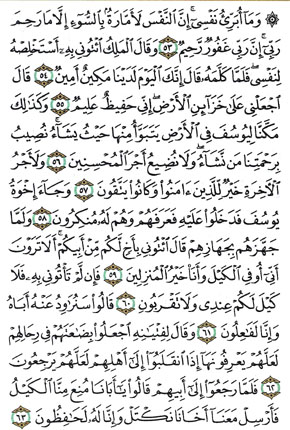 ۞ وَمَآ أُبَرِّئُ نَفۡسِيٓۚ إِنَّ ٱلنَّفۡسَ لَأَمَّارَةُۢ بِٱلسُّوٓءِ إِلَّا مَا رَحِمَ
رَبِّيٓۚ إِنَّ رَبِّي غَفُورٞ رَّحِيمٞ ٥٣ وَقَالَ ٱلۡمَلِكُ ٱئۡتُونِي بِهِۦٓ أَسۡتَخۡلِصۡهُ
لِنَفۡسِيۖ فَلَمَّا كَلَّمَهُۥ قَالَ إِنَّكَ ٱلۡيَوۡمَ لَدَيۡنَا مَكِينٌ أَمِينٞ ٥٤ قَالَ
ٱجۡعَلۡنِي عَلَىٰ خَزَآئِنِ ٱلۡأَرۡضِۖ إِنِّي حَفِيظٌ عَلِيمٞ ٥٥ وَكَذَٰلِكَ
مَكَّنَّا لِيُوسُفَ فِي ٱلۡأَرۡضِ يَتَبَوَّأُ مِنۡهَا حَيۡثُ يَشَآءُۚ نُصِيبُ
بِرَحۡمَتِنَا مَن نَّشَآءُۖ وَلَا نُضِيعُ أَجۡرَ ٱلۡمُحۡسِنِينَ ٥٦ وَلَأَجۡرُ
ٱلۡأٓخِرَةِ خَيۡرٞ لِّلَّذِينَ ءَامَنُواْ وَكَانُواْ يَتَّقُونَ ٥٧ وَجَآءَ إِخۡوَةُ
يُوسُفَ فَدَخَلُواْ عَلَيۡهِ فَعَرَفَهُمۡ وَهُمۡ لَهُۥ مُنكِرُونَ ٥٨ وَلَمَّا
جَهَّزَهُم بِجَهَازِهِمۡ قَالَ ٱئۡتُونِي بِأَخٖ لَّكُم مِّنۡ أَبِيكُمۡۚ أَلَا تَرَوۡنَ
أَنِّيٓ أُوفِي ٱلۡكَيۡلَ وَأَنَا۠ خَيۡرُ ٱلۡمُنزِلِينَ ٥٩ فَإِن لَّمۡ تَأۡتُونِي بِهِۦ فَلَا
كَيۡلَ لَكُمۡ عِندِي وَلَا تَقۡرَبُونِ ٦٠ قَالُواْ سَنُرَٰوِدُ عَنۡهُ أَبَاهُ
وَإِنَّا لَفَٰعِلُونَ ٦١ وَقَالَ لِفِتۡيَٰنِهِ ٱجۡعَلُواْ بِضَٰعَتَهُمۡ فِي رِحَالِهِمۡ
لَعَلَّهُمۡ يَعۡرِفُونَهَآ إِذَا ٱنقَلَبُوٓاْ إِلَىٰٓ أَهۡلِهِمۡ لَعَلَّهُمۡ يَرۡجِعُونَ
٦٢ فَلَمَّا رَجَعُوٓاْ إِلَىٰٓ أَبِيهِمۡ قَالُواْ يَٰٓأَبَانَا مُنِعَ مِنَّا ٱلۡكَيۡلُ
فَأَرۡسِلۡ مَعَنَآ أَخَانَا نَكۡتَلۡ وَإِنَّا لَهُۥ لَحَٰفِظُونَ ٦٣